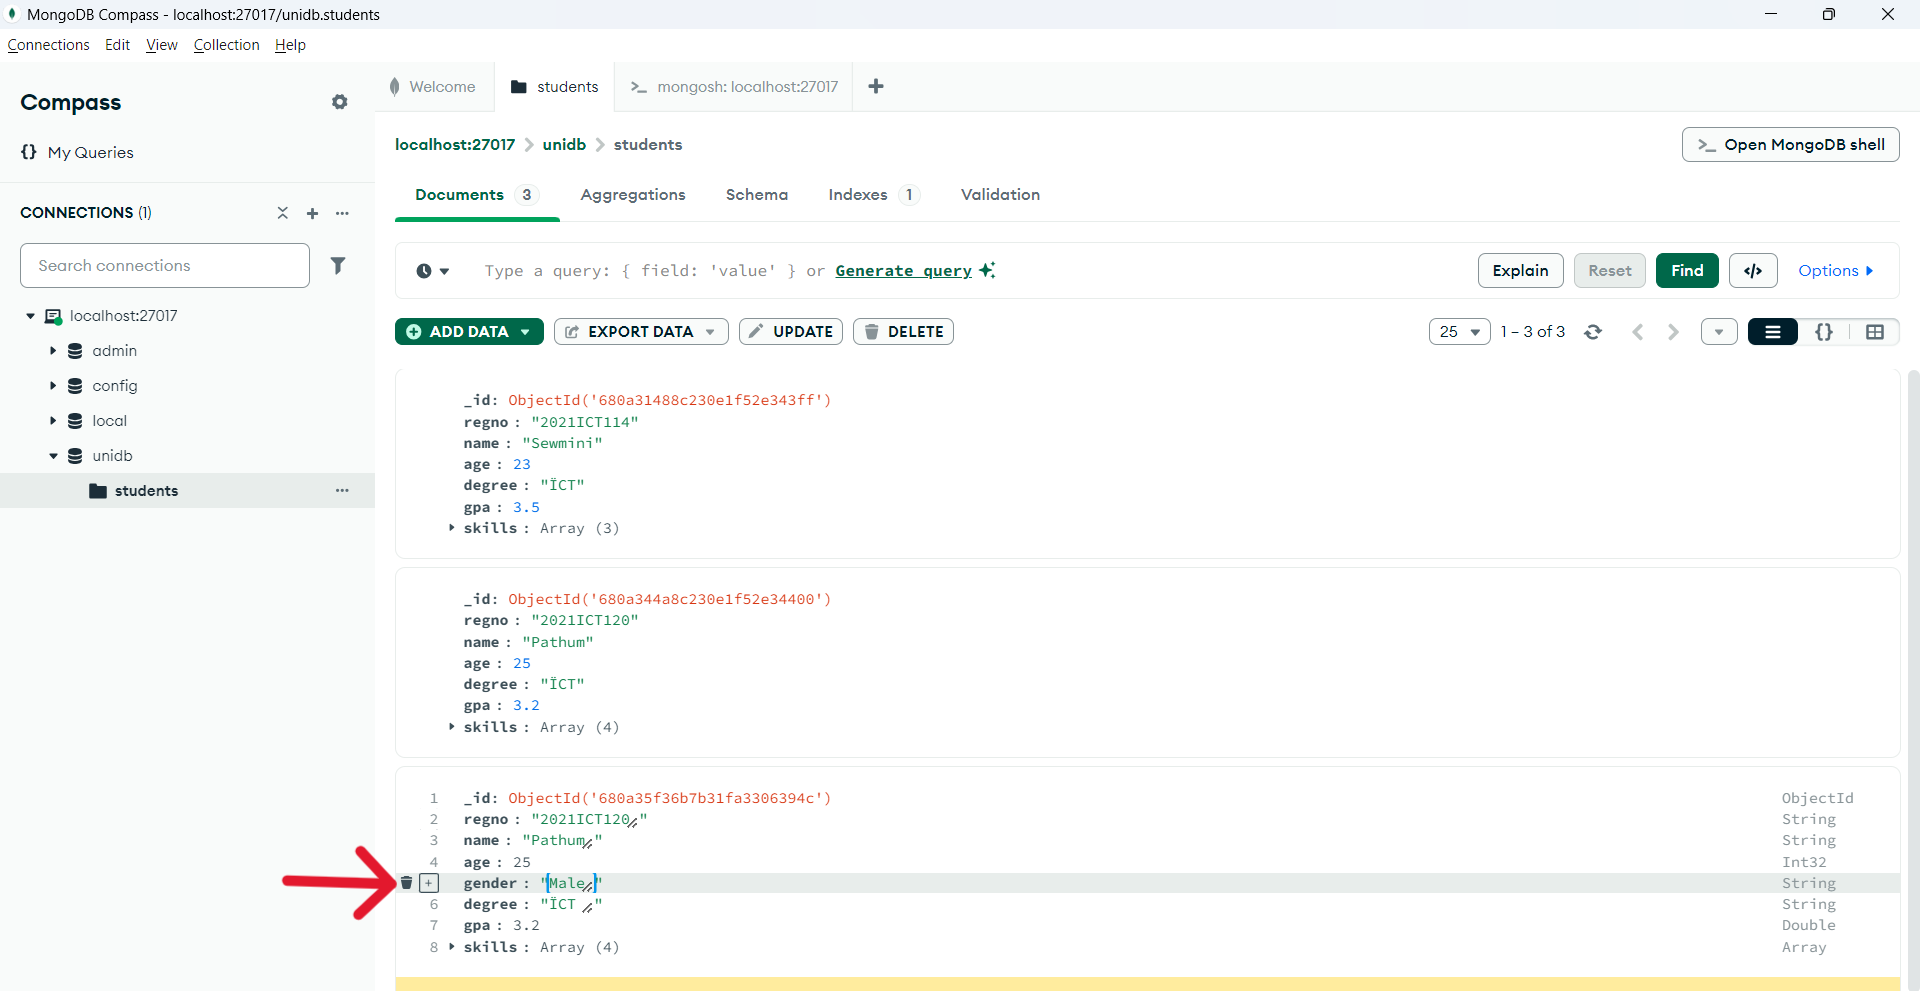 MongoDB Compass - localhost:27017/unidb.students
Connections Edit View Collection Help
Compass
{} My Queries
CONNECTIONS (1)
Search connections
localhost:27017
admin
config
local
unidb
students
Welcome
students
>_ mongosh: localhost:27017
localhost:27017 > unidb > students
>_ Open MongoDB shell
Documents 3 Aggregations Schema Indexes 1 Validation
Type a query: { field: 'value' } or Generate query
Explain Reset Find </> Options
ADD DATA EXPORT DATA UPDATE DELETE
25 1 – 3 of 3 {}
_id: ObjectId('680a31488c230e1f52e343ff')
regno : "2021ICT114"
name : "Sewmini"
age : 23
degree : "ÏCT"
gpa : 3.5
skills : Array (3)
_id: ObjectId('680a344a8c230e1f52e34400')
regno : "2021ICT120"
name : "Pathum"
age : 25
degree : "ÏCT"
gpa : 3.2
skills : Array (4)
1 _id: ObjectId('680a35f36b7b31fa3306394c') ObjectId
2 regno : "2021ICT120" String
3 name : "Pathum" String
4 age : 25 Int32
+ gender : "Male" String
6 degree : "ÏCT" String
7 gpa : 3.2 Double
8 skills : Array (4) Array